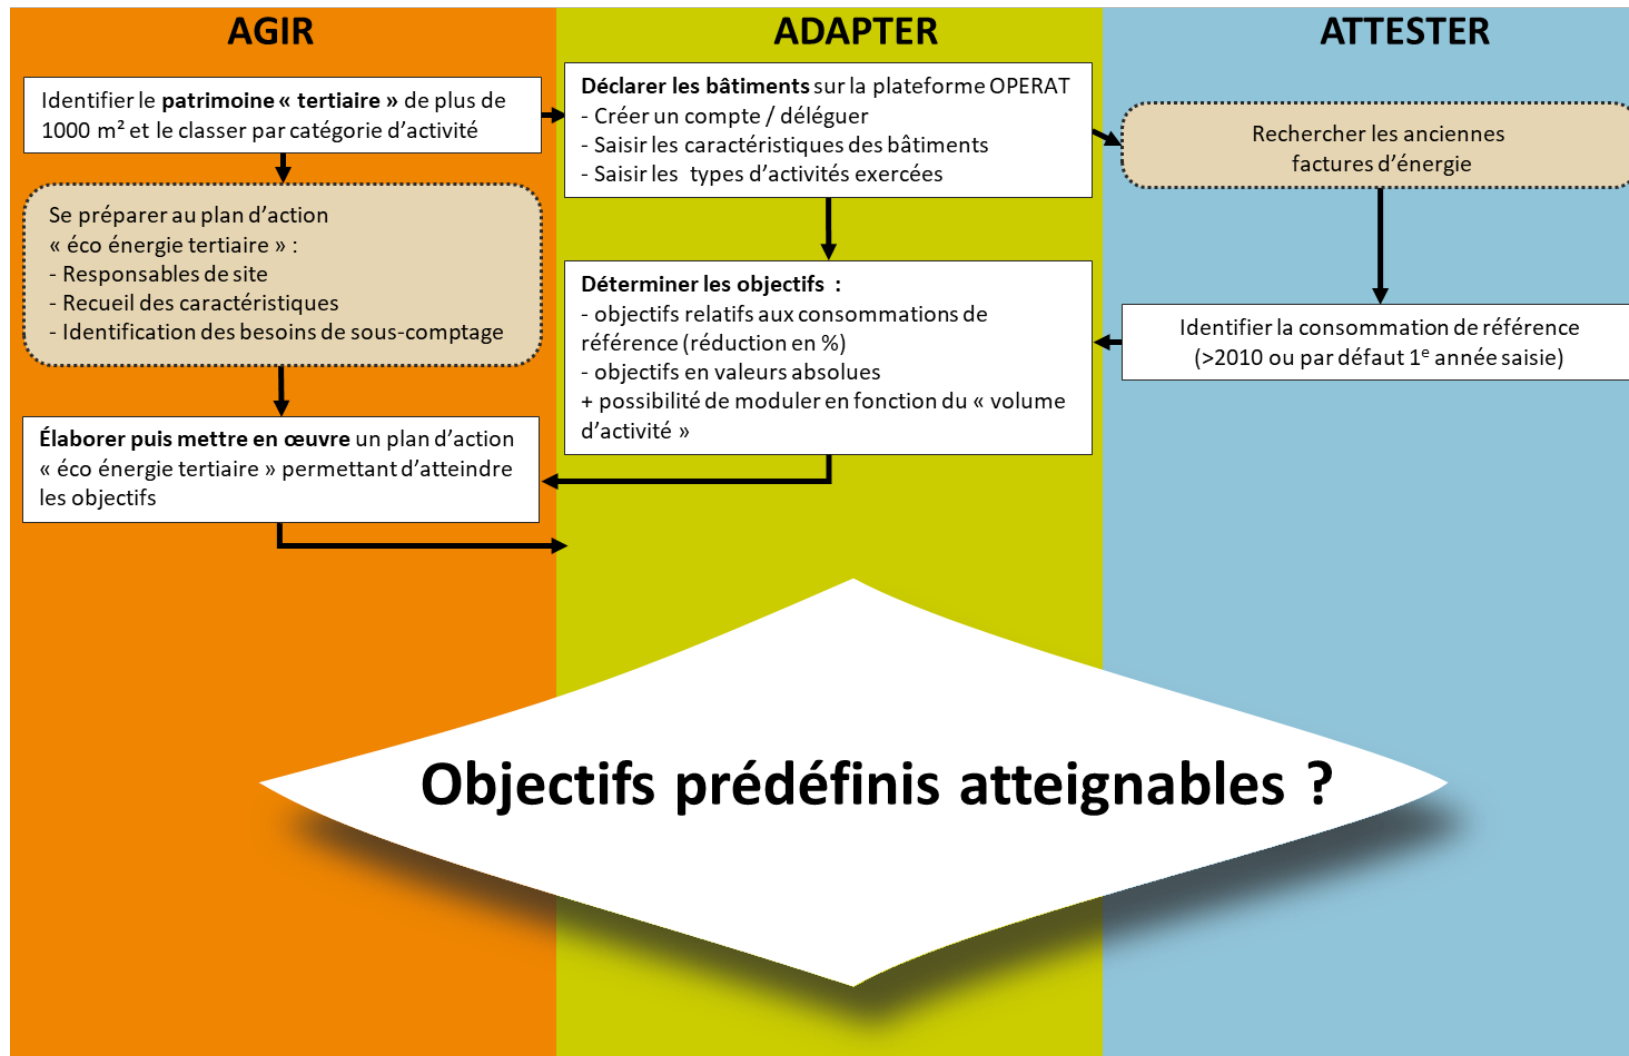 AGIR
Identifier le patrimoine « tertiaire » de plus de
1000 m² et le classer par catégorie d’activité
Se préparer au plan d’action
« éco énergie tertiaire » :
- Responsables de site
- Recueil des caractéristiques
- Identification des besoins de sous-comptage
Élaborer puis mettre en œuvre un plan d’action
« éco énergie tertiaire » permettant d’atteindre
les objectifs
ADAPTER
Déclarer les bâtiments sur la plateforme OPERAT
- Créer un compte / déléguer
- Saisir les caractéristiques des bâtiments
- Saisir les types d’activités exercées
Déterminer les objectifs :
- objectifs relatifs aux consommations de
référence (réduction en %)
- objectifs en valeurs absolues
+ possibilité de moduler en fonction du « volume
d’activité »
ATTESTER
Rechercher les anciennes
factures d’énergie
Identifier la consommation de référence
(>2010 ou par défaut 1ᵉ année saisie)
Objectifs prédéfinis atteignables ?